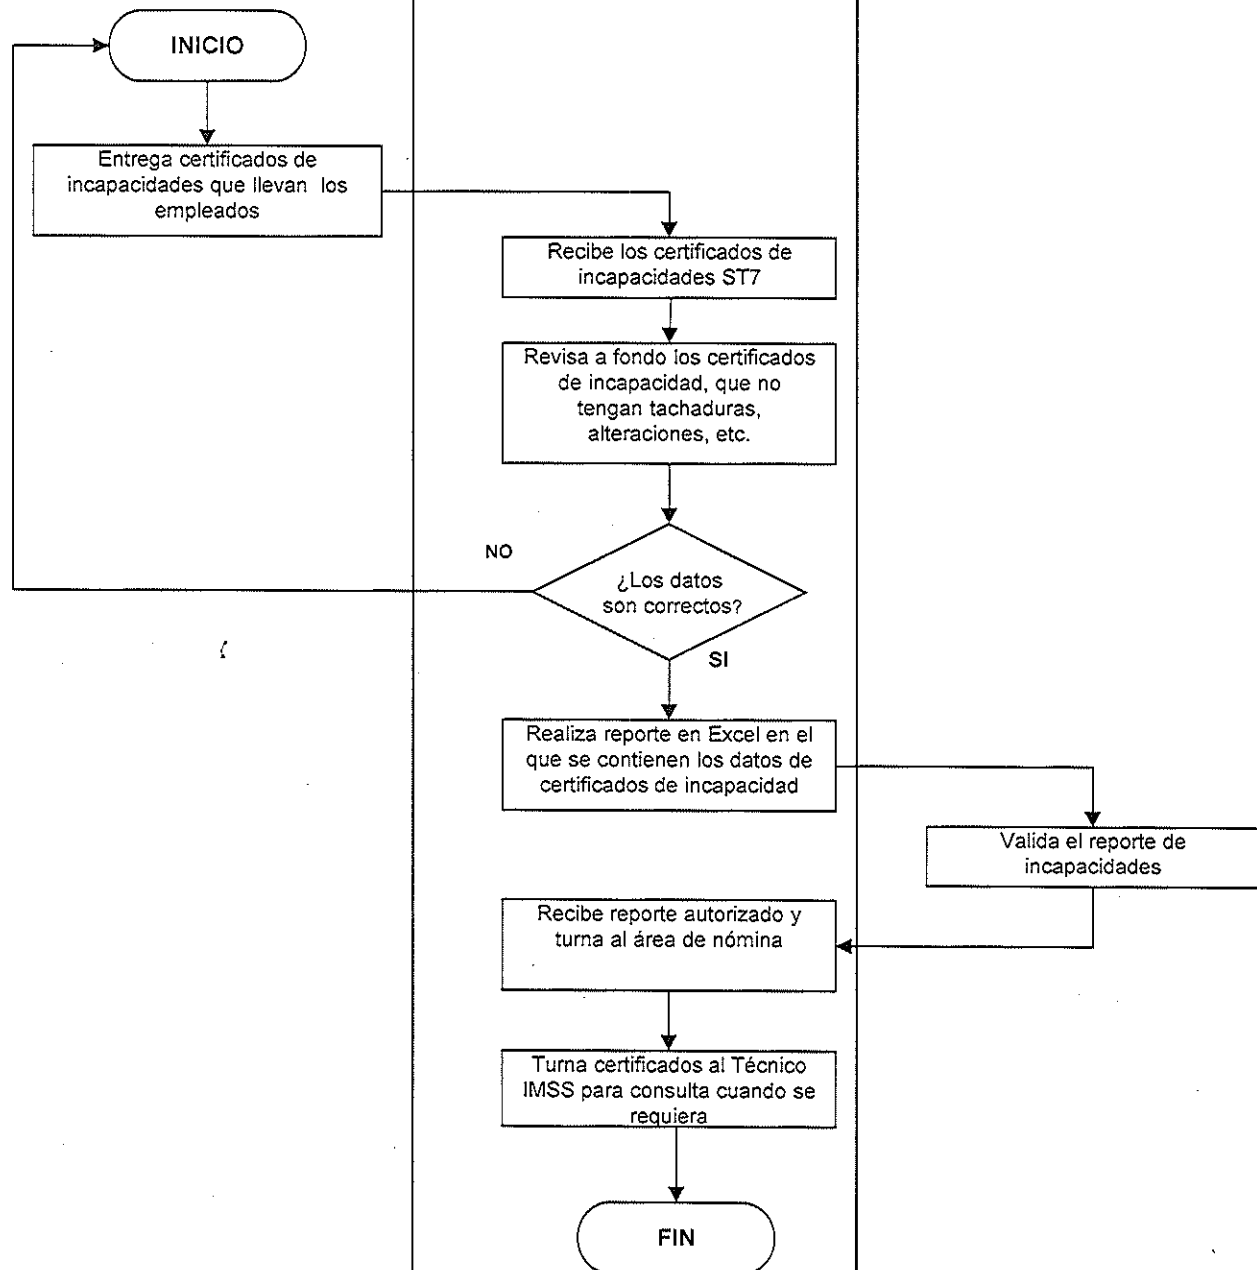 INICIO
Entrega certificados de
incapacidades que llevan los
empleados
Recibe los certificados de
incapacidades ST7
Revisa a fondo los certificados
de incapacidad, que no
tengan tachaduras,
alteraciones, etc.
NO
¿Los datos
son correctos?
SI
Realiza reporte en Excel en el
que se contienen los datos de
certificados de incapacidad
Valida el reporte de
incapacidades
Recibe reporte autorizado y
turna al área de nómina
Turna certificados al Técnico
IMSS para consulta cuando se
requiera
FIN